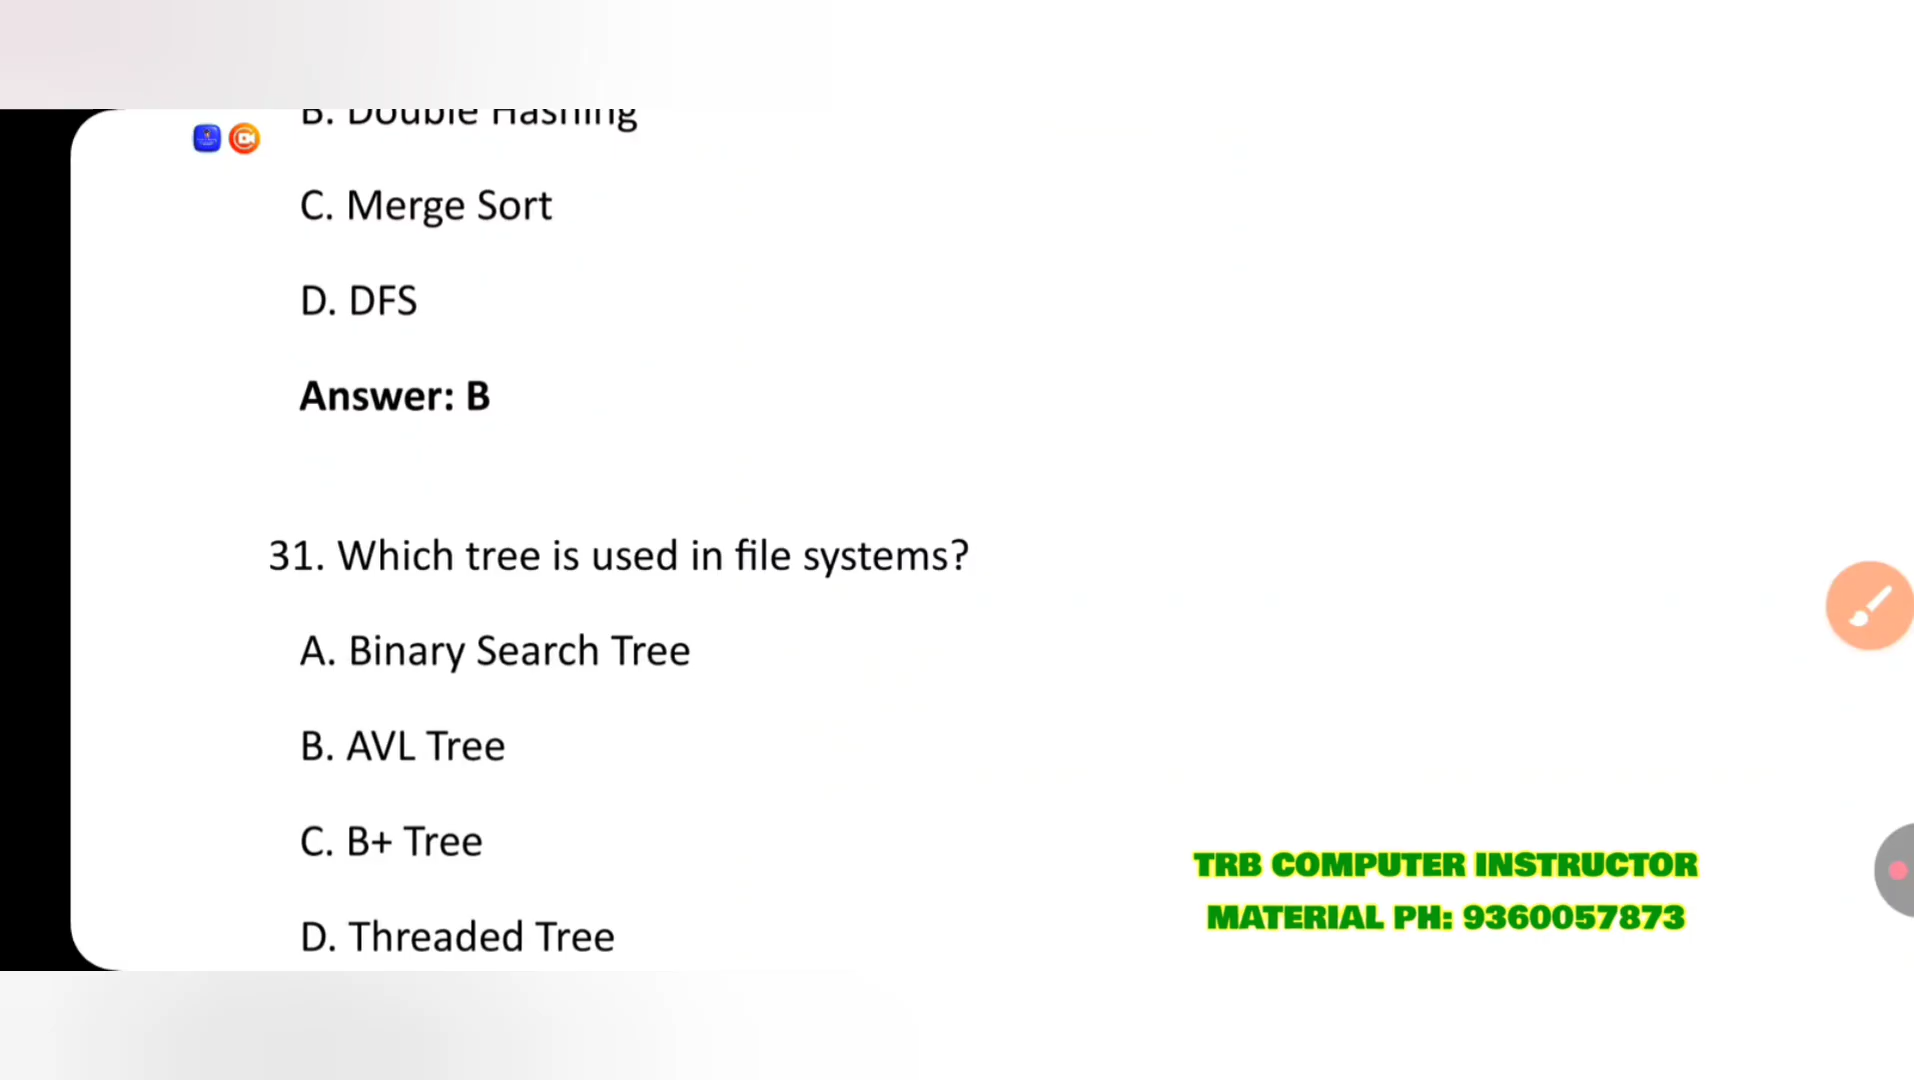 B. Double Hashing
C. Merge Sort
D. DFS
Answer: B
31. Which tree is used in file systems?
A. Binary Search Tree
B. AVL Tree
C. B+ Tree
D. Threaded Tree
TRB COMPUTER INSTRUCTOR
MATERIAL PH: 9360057873